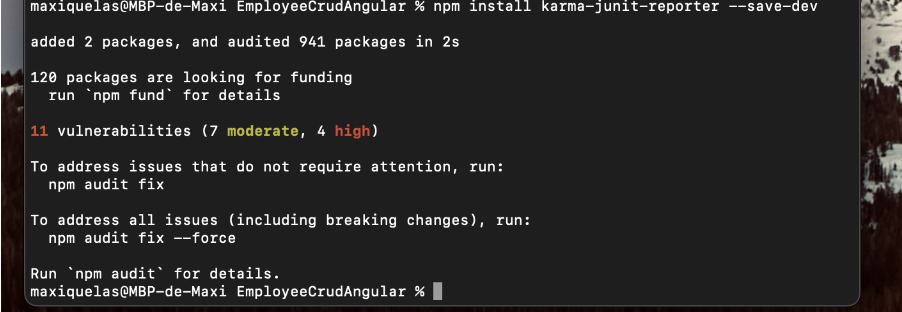 maxiquelas@MBP-de-Maxi EmployeeCrudAngular % npm install karma-junit-reporter --save-dev
added 2 packages, and audited 941 packages in 2s
120 packages are looking for funding
run `npm fund` for details
11 vulnerabilities (7 moderate, 4 high)
To address issues that do not require attention, run:
npm audit fix
To address all issues (including breaking changes), run:
npm audit fix --force
Run `npm audit` for details.
maxiquelas@MBP-de-Maxi EmployeeCrudAngular %